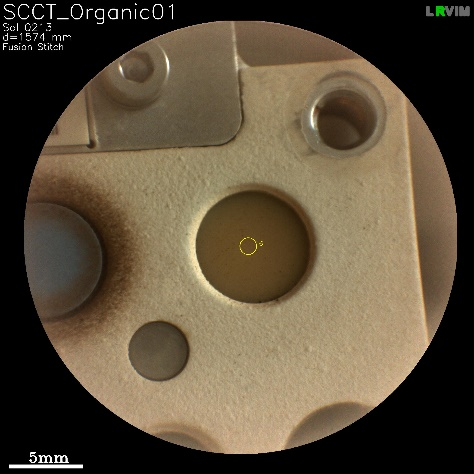 SCCT_Organic01
LRVIM
Sol 0213
d=1574 mm
Fusion Stitch
5mm